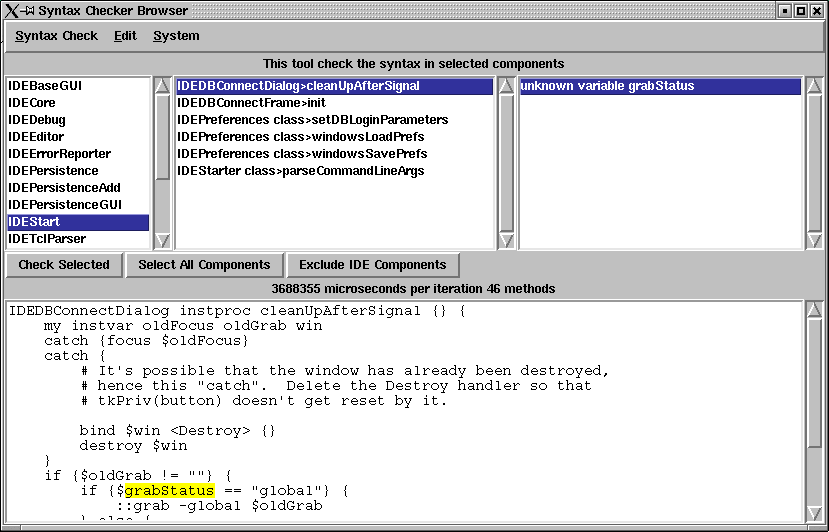 Syntax Checker Browser
Syntax Check Edit System
This tool check the syntax in selected components
IDEBaseGUI
IDECore
IDEDebug
IDEEditor
IDEErrorReporter
IDEPersistence
IDEPersistenceAdd
IDEPersistenceGUI
IDEStart
IDETclParser
IDEDBConnectDialog>cleanUpAfterSignal
IDEDBConnectFrame>init
IDEPreferences class>setDBLoginParameters
IDEPreferences class>windowsLoadPrefs
IDEPreferences class>windowsSavePrefs
IDEStarter class>parseCommandLineArgs
unknown variable grabStatus
Check Selected Select All Components Exclude IDE Components
3688355 microseconds per iteration 46 methods
IDEDBConnectDialog instproc cleanUpAfterSignal {} {
    my instvar oldFocus oldGrab win
    catch {focus $oldFocus}
    catch {
        # It's possible that the window has already been destroyed,
        # hence this "catch".  Delete the Destroy handler so that
        # tkPriv(button) doesn't get reset by it.
        bind $win <Destroy> {}
        destroy $win
    }
    if {$oldGrab != ""} {
        if {$grabStatus == "global"} {
            ::grab -global $oldGrab
        } else {